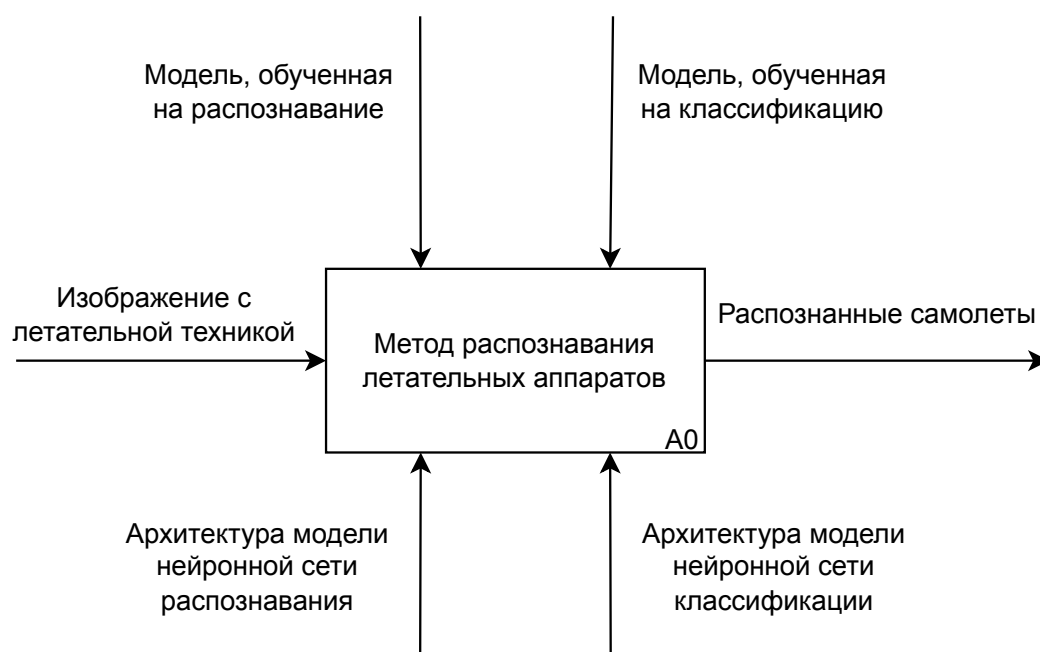 Модель, обученная
на распознавание
Модель, обученная
на классификацию
Изображение с
летательной техникой
Метод распознавания
летательных аппаратов
A0
Распознанные самолеты
Архитектура модели
нейронной сети
распознавания
Архитектура модели
нейронной сети
классификации